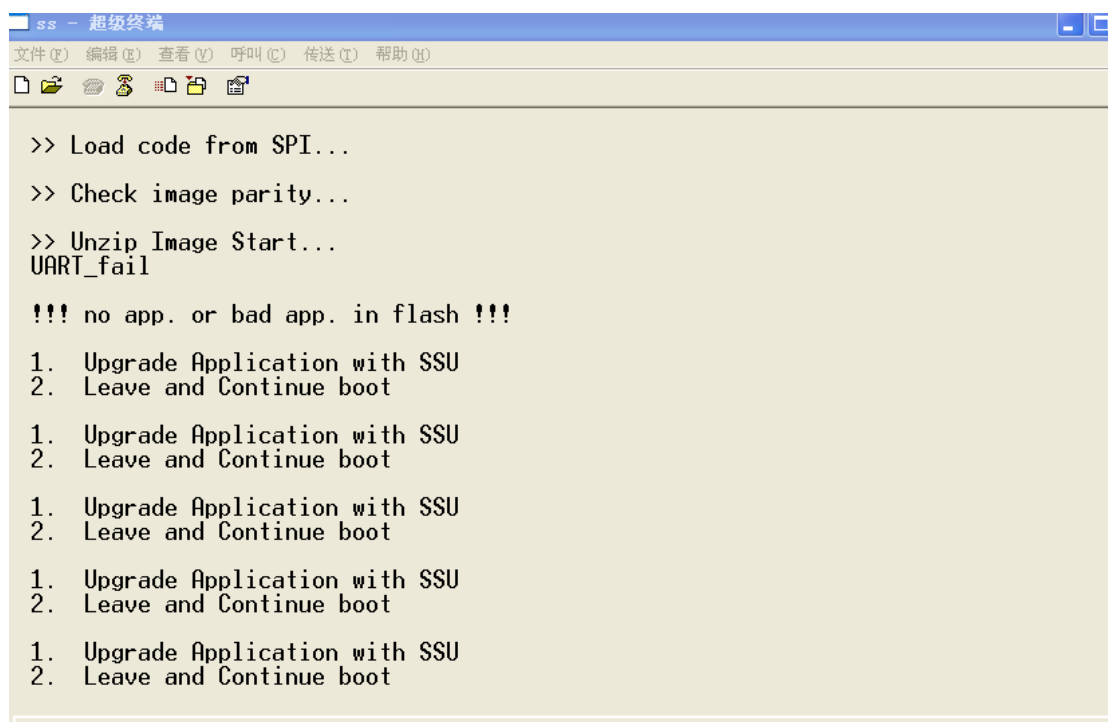 ss - 超级终端
文件(F) 编辑(E) 查看(V) 呼叫(C) 传送(T) 帮助(H)
>> Load code from SPI...
>> Check image parity...
>> Unzip Image Start...
UART_fail
!!! no app. or bad app. in flash !!!
1. Upgrade Application with SSU
2. Leave and Continue boot
1. Upgrade Application with SSU
2. Leave and Continue boot
1. Upgrade Application with SSU
2. Leave and Continue boot
1. Upgrade Application with SSU
2. Leave and Continue boot
1. Upgrade Application with SSU
2. Leave and Continue boot